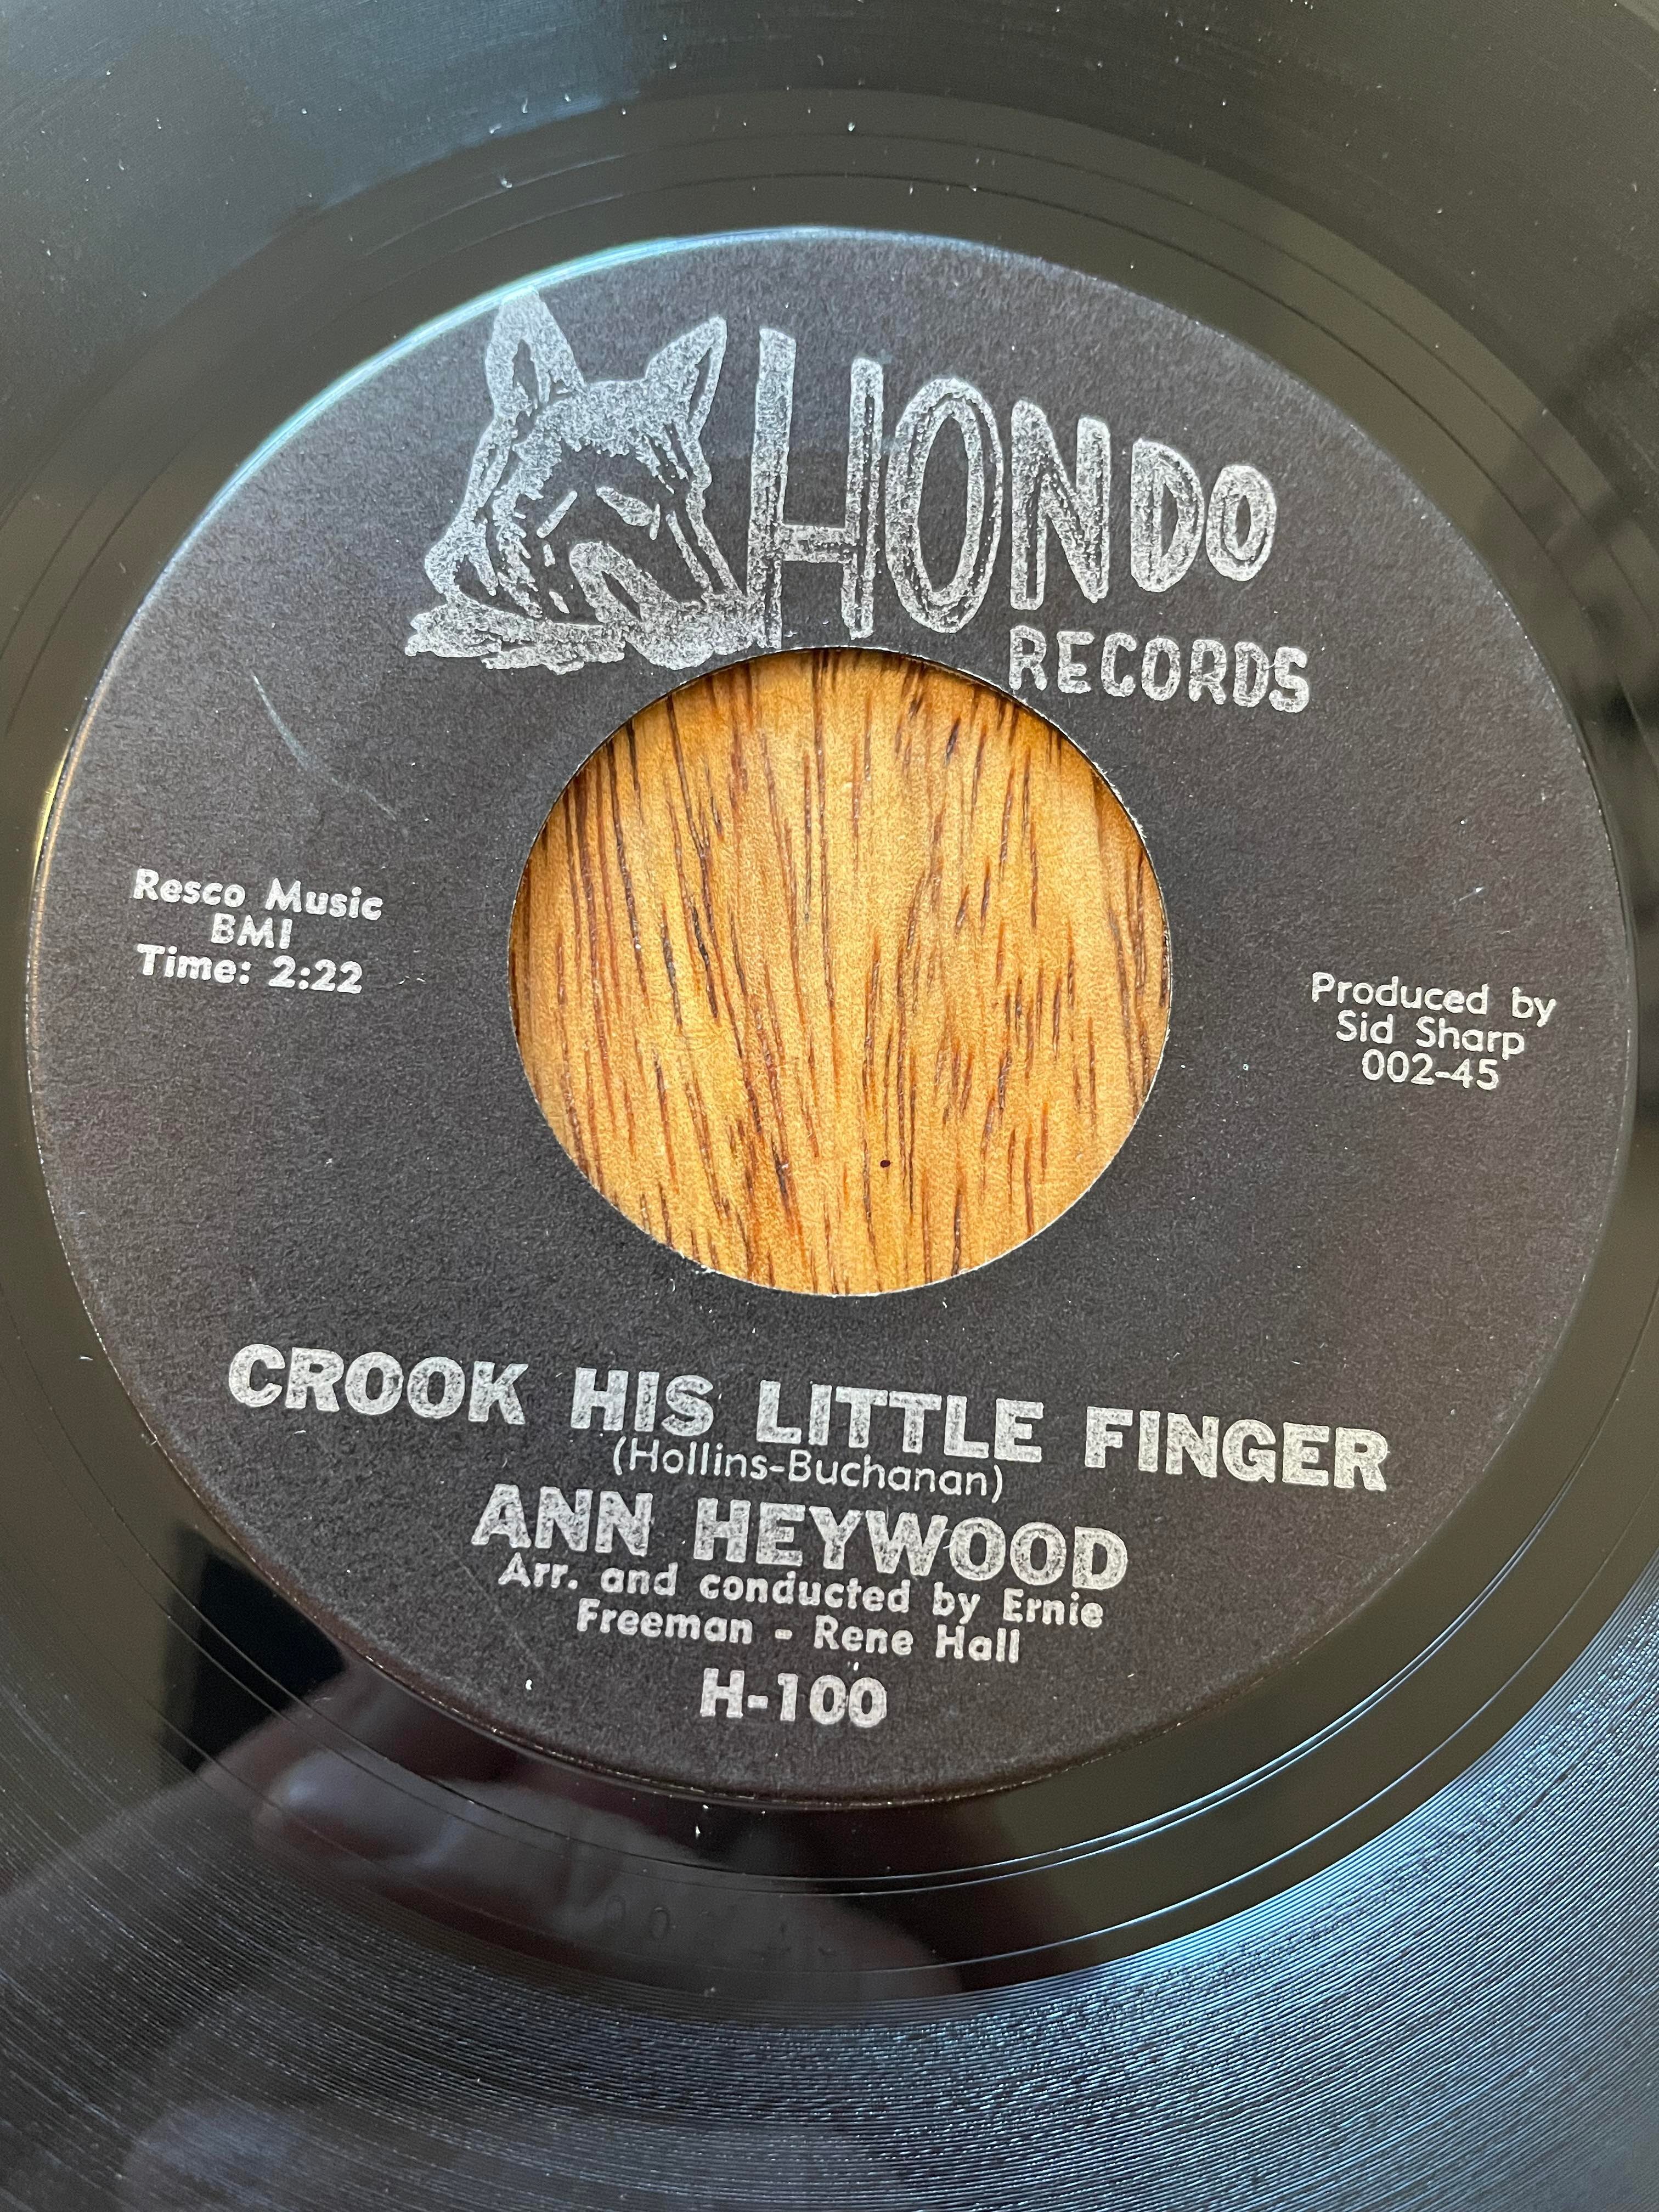 HONDO
RECORDS
Resco Music
BMI
Time: 2:22
Produced by
Sid Sharp
002-45
CROOK HIS LITTLE FINGER
(Hollins-Buchanan)
ANN HEYWOOD
Arr. and conducted by Ernie
Freeman - Rene Hall
H-100